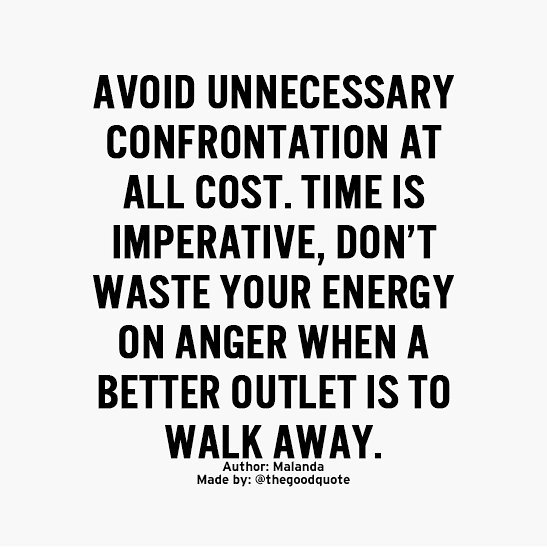 AVOID UNNECESSARY
CONFRONTATION AT
ALL COST. TIME IS
IMPERATIVE, DON’T
WASTE YOUR ENERGY
ON ANGER WHEN A
BETTER OUTLET IS TO
WALK AWAY.
Author: Malanda
Made by: @thegoodquote